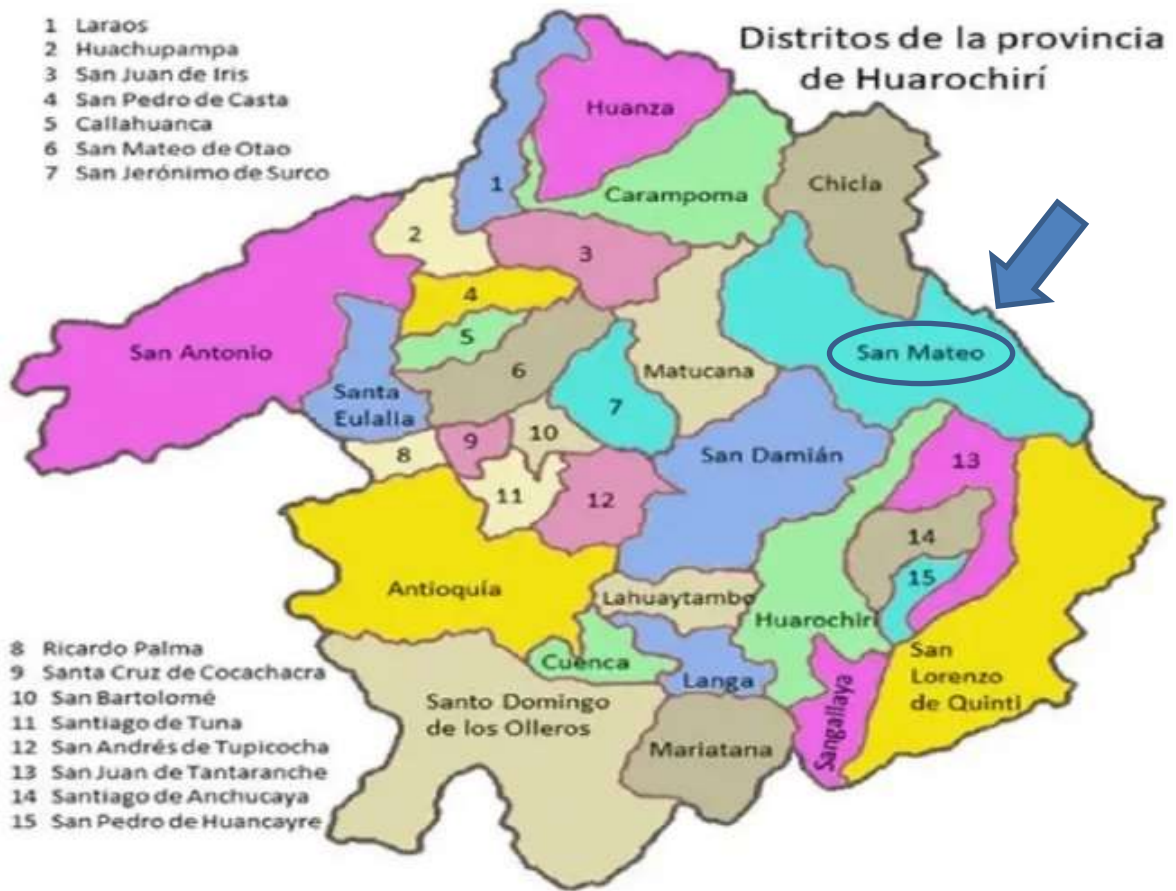 1 Laraos
2 Huachupampa
3 San Juan de Iris
4 San Pedro de Casta
5 Callahuanca
6 San Mateo de Otao
7 San Jerónimo de Surco
Distritos de la provincia
de Huarochirí
Huanza
1
Carampoma
Chicla
2
3
4
San Antonio
5
6
Matucana
San Mateo
Santa
Eulalia
7
8
9
10
San Damián
13
11
12
14
15
Antioquía
Lahuaytambo
Huarochiri
Cuenca
Langa
San
Lorenzo
de Quinti
Santo Domingo
de los Olleros
Mariatana
Sangallaya
8 Ricardo Palma
9 Santa Cruz de Cocachacra
10 San Bartolomé
11 Santiago de Tuna
12 San Andrés de Tupicocha
13 San Juan de Tantaranche
14 Santiago de Anchucaya
15 San Pedro de Huancayre